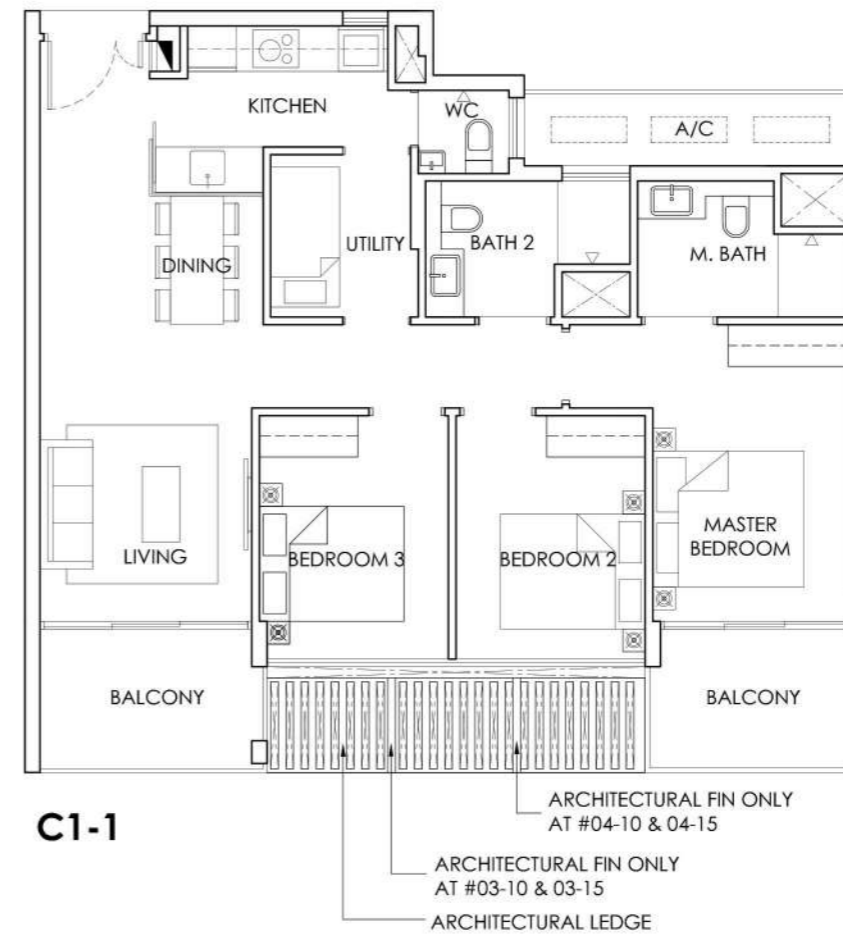 KITCHEN
WC
A/C
DINING
UTILITY
BATH 2
M. BATH
LIVING
BEDROOM 3
BEDROOM 2
MASTER
BEDROOM
BALCONY
BALCONY
C1-1
ARCHITECTURAL FIN ONLY
AT #04-10 & 04-15
ARCHITECTURAL FIN ONLY
AT #03-10 & 03-15
ARCHITECTURAL LEDGE